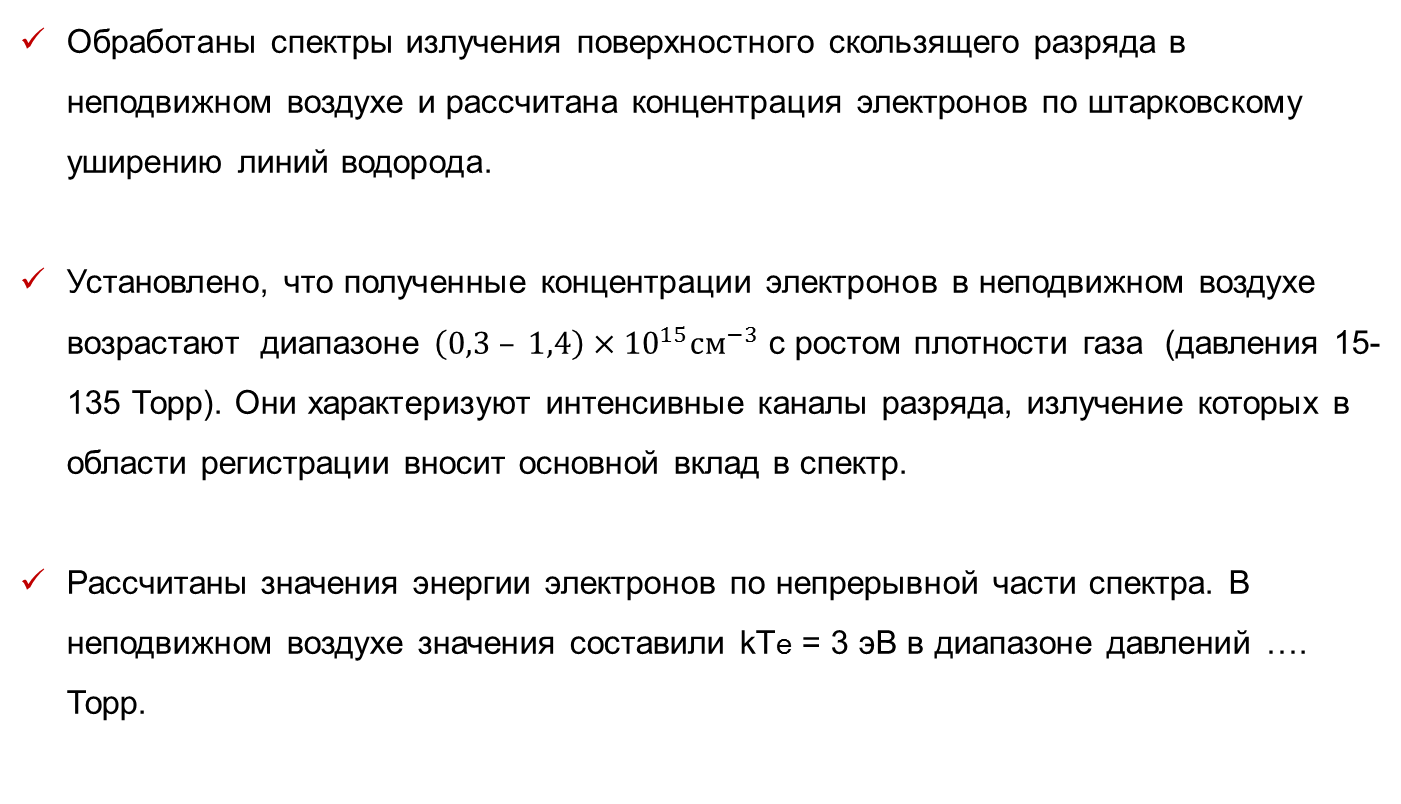 ✓ Обработаны спектры излучения поверхностного скользящего разряда в
неподвижном воздухе и рассчитана концентрация электронов по штарковскому
уширению линий водорода.
✓ Установлено, что полученные концентрации электронов в неподвижном воздухе
возрастают диапазоне (0,3 – 1,4) × 10¹⁵см⁻³ с ростом плотности газа (давления 15-
135 Торр). Они характеризуют интенсивные каналы разряда, излучение которых в
области регистрации вносит основной вклад в спектр.
✓ Рассчитаны значения энергии электронов по непрерывной части спектра. В
неподвижном воздухе значения составили kTe = 3 эВ в диапазоне давлений ….
Торр.